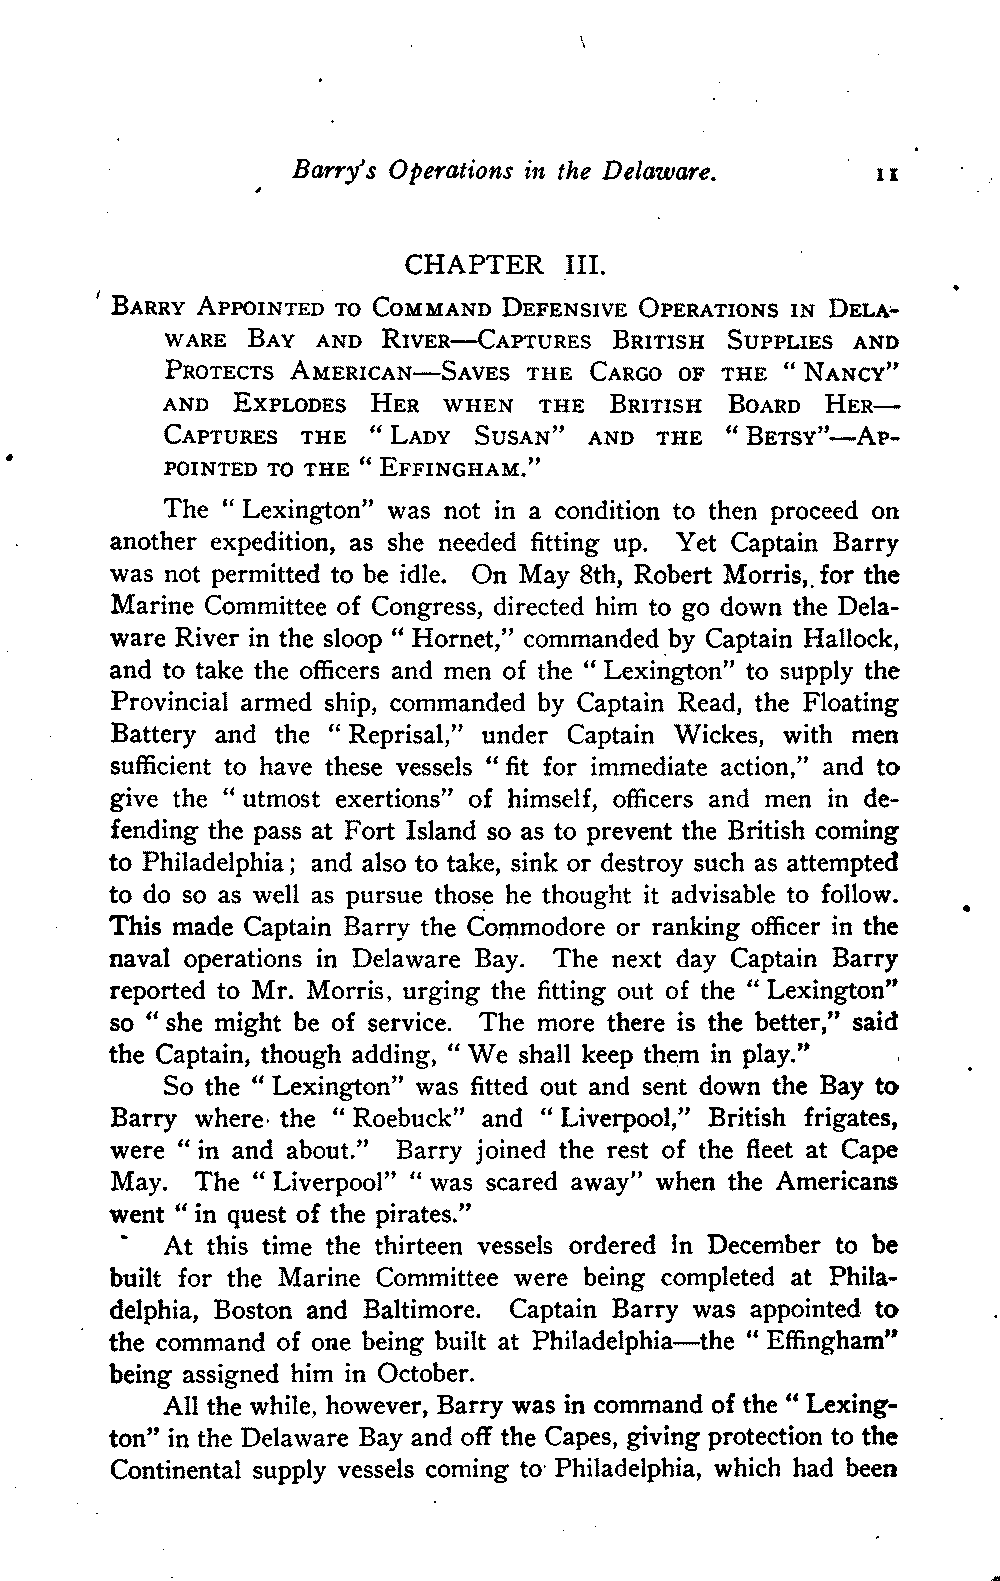 Barry's Operations in the Delaware. 11
CHAPTER III.
BARRY APPOINTED TO COMMAND DEFENSIVE OPERATIONS IN DELA-
WARE BAY AND RIVER—CAPTURES BRITISH SUPPLIES AND
PROTECTS AMERICAN—SAVES THE CARGO OF THE "NANCY"
AND EXPLODES HER WHEN THE BRITISH BOARD HER—
CAPTURES THE "LADY SUSAN" AND THE "BETSY"—AP-
POINTED TO THE "EFFINGHAM."
The "Lexington" was not in a condition to then proceed on
another expedition, as she needed fitting up. Yet Captain Barry
was not permitted to be idle. On May 8th, Robert Morris, for the
Marine Committee of Congress, directed him to go down the Dela-
ware River in the sloop "Hornet," commanded by Captain Hallock,
and to take the officers and men of the "Lexington" to supply the
Provincial armed ship, commanded by Captain Read, the Floating
Battery and the "Reprisal," under Captain Wickes, with men
sufficient to have these vessels "fit for immediate action," and to
give the "utmost exertions" of himself, officers and men in de-
fending the pass at Fort Island so as to prevent the British coming
to Philadelphia; and also to take, sink or destroy such as attempted
to do so as well as pursue those he thought it advisable to follow.
This made Captain Barry the Commodore or ranking officer in the
naval operations in Delaware Bay. The next day Captain Barry
reported to Mr. Morris, urging the fitting out of the "Lexington"
so "she might be of service. The more there is the better," said
the Captain, though adding, "We shall keep them in play."
So the "Lexington" was fitted out and sent down the Bay to
Barry where the "Roebuck" and "Liverpool," British frigates,
were "in and about." Barry joined the rest of the fleet at Cape
May. The "Liverpool" "was scared away" when the Americans
went "in quest of the pirates."
At this time the thirteen vessels ordered in December to be
built for the Marine Committee were being completed at Phila-
delphia, Boston and Baltimore. Captain Barry was appointed to
the command of one being built at Philadelphia—the "Effingham"
being assigned him in October.
All the while, however, Barry was in command of the "Lexing-
ton" in the Delaware Bay and off the Capes, giving protection to the
Continental supply vessels coming to Philadelphia, which had been